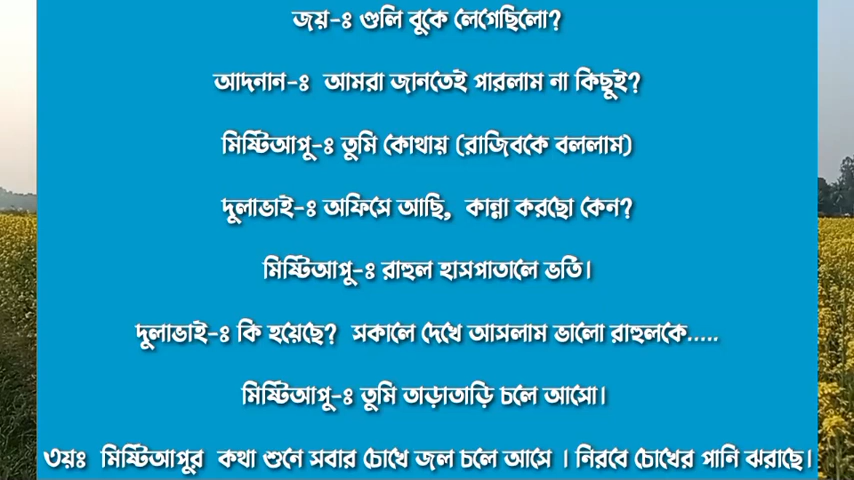 জয়-ঃ গুলি বুকে লেগেছিলো?
আদনান-ঃ আমরা জানতেই পারলাম না কিছুই?
মিষ্টিআপু-ঃ তুমি কোথায় (রাজিবকে বললাম)
দুলাভাই-ঃ অফিসে আছি, কান্না করছো কেন?
মিষ্টিআপু-ঃ রাহুল হাসপাতালে ভর্তি।
দুলাভাই-ঃ কি হয়েছে? সকালে দেখে আসলাম ভালো রাহুলকে.....
মিষ্টিআপু-ঃ তুমি তাড়াতাড়ি চলে আসো।
৩য়ঃ মিষ্টিআপুর কথা শুনে সবার চোখে জল চলে আসে । নিরবে চোখের পানি ঝরাছে।